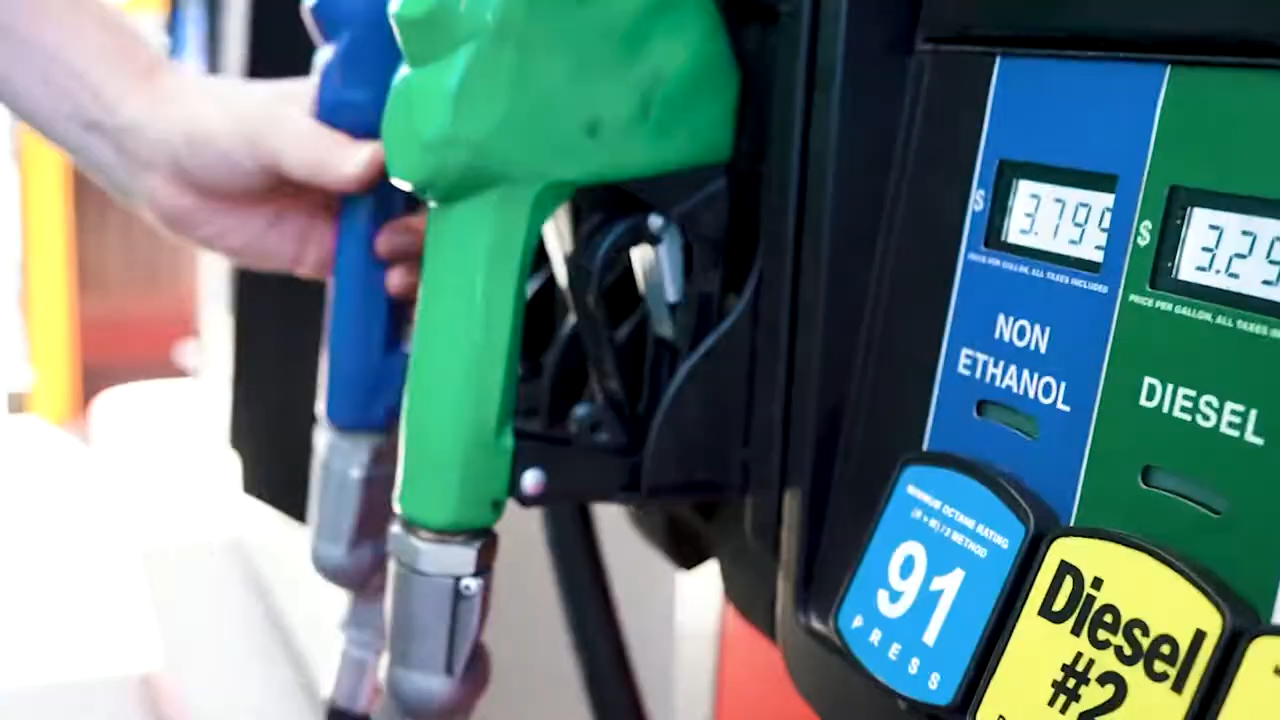 $ 3.799
PRICE PER GALLON, ALL TAXES INCLUDED
NON
ETHANOL
MINIMUM OCTANE RATING
(R + M) / 2 METHOD
91
PRESS
$ 3.29
PRICE PER GALLON, ALL TAXES
DIESEL
Diesel
#2